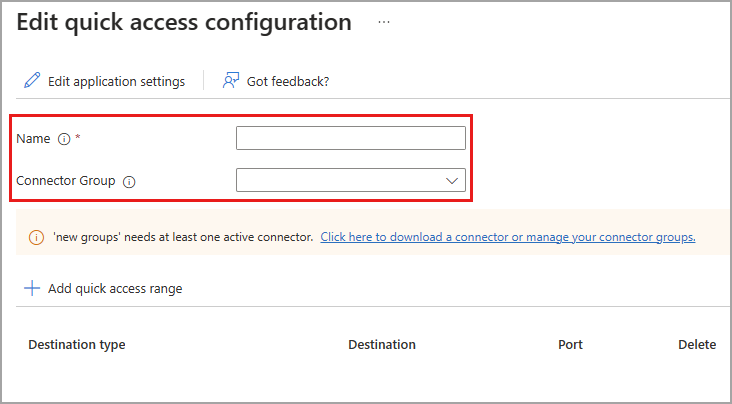 Edit quick access configuration ...
Edit application settings Got feedback?
Name *
Connector Group
'new groups' needs at least one active connector. Click here to download a connector or manage your connector groups.
Add quick access range
Destination type Destination Port Delete